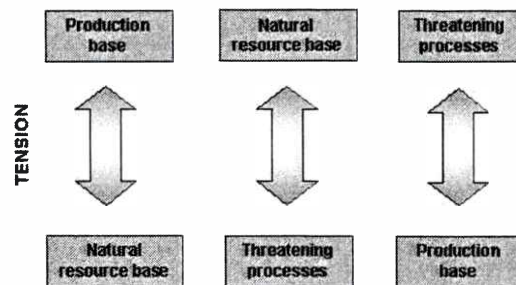 Production
base
Natural
resource base
Threatening
processes
TENSION
Natural
resource base
Threatening
processes
Production
base